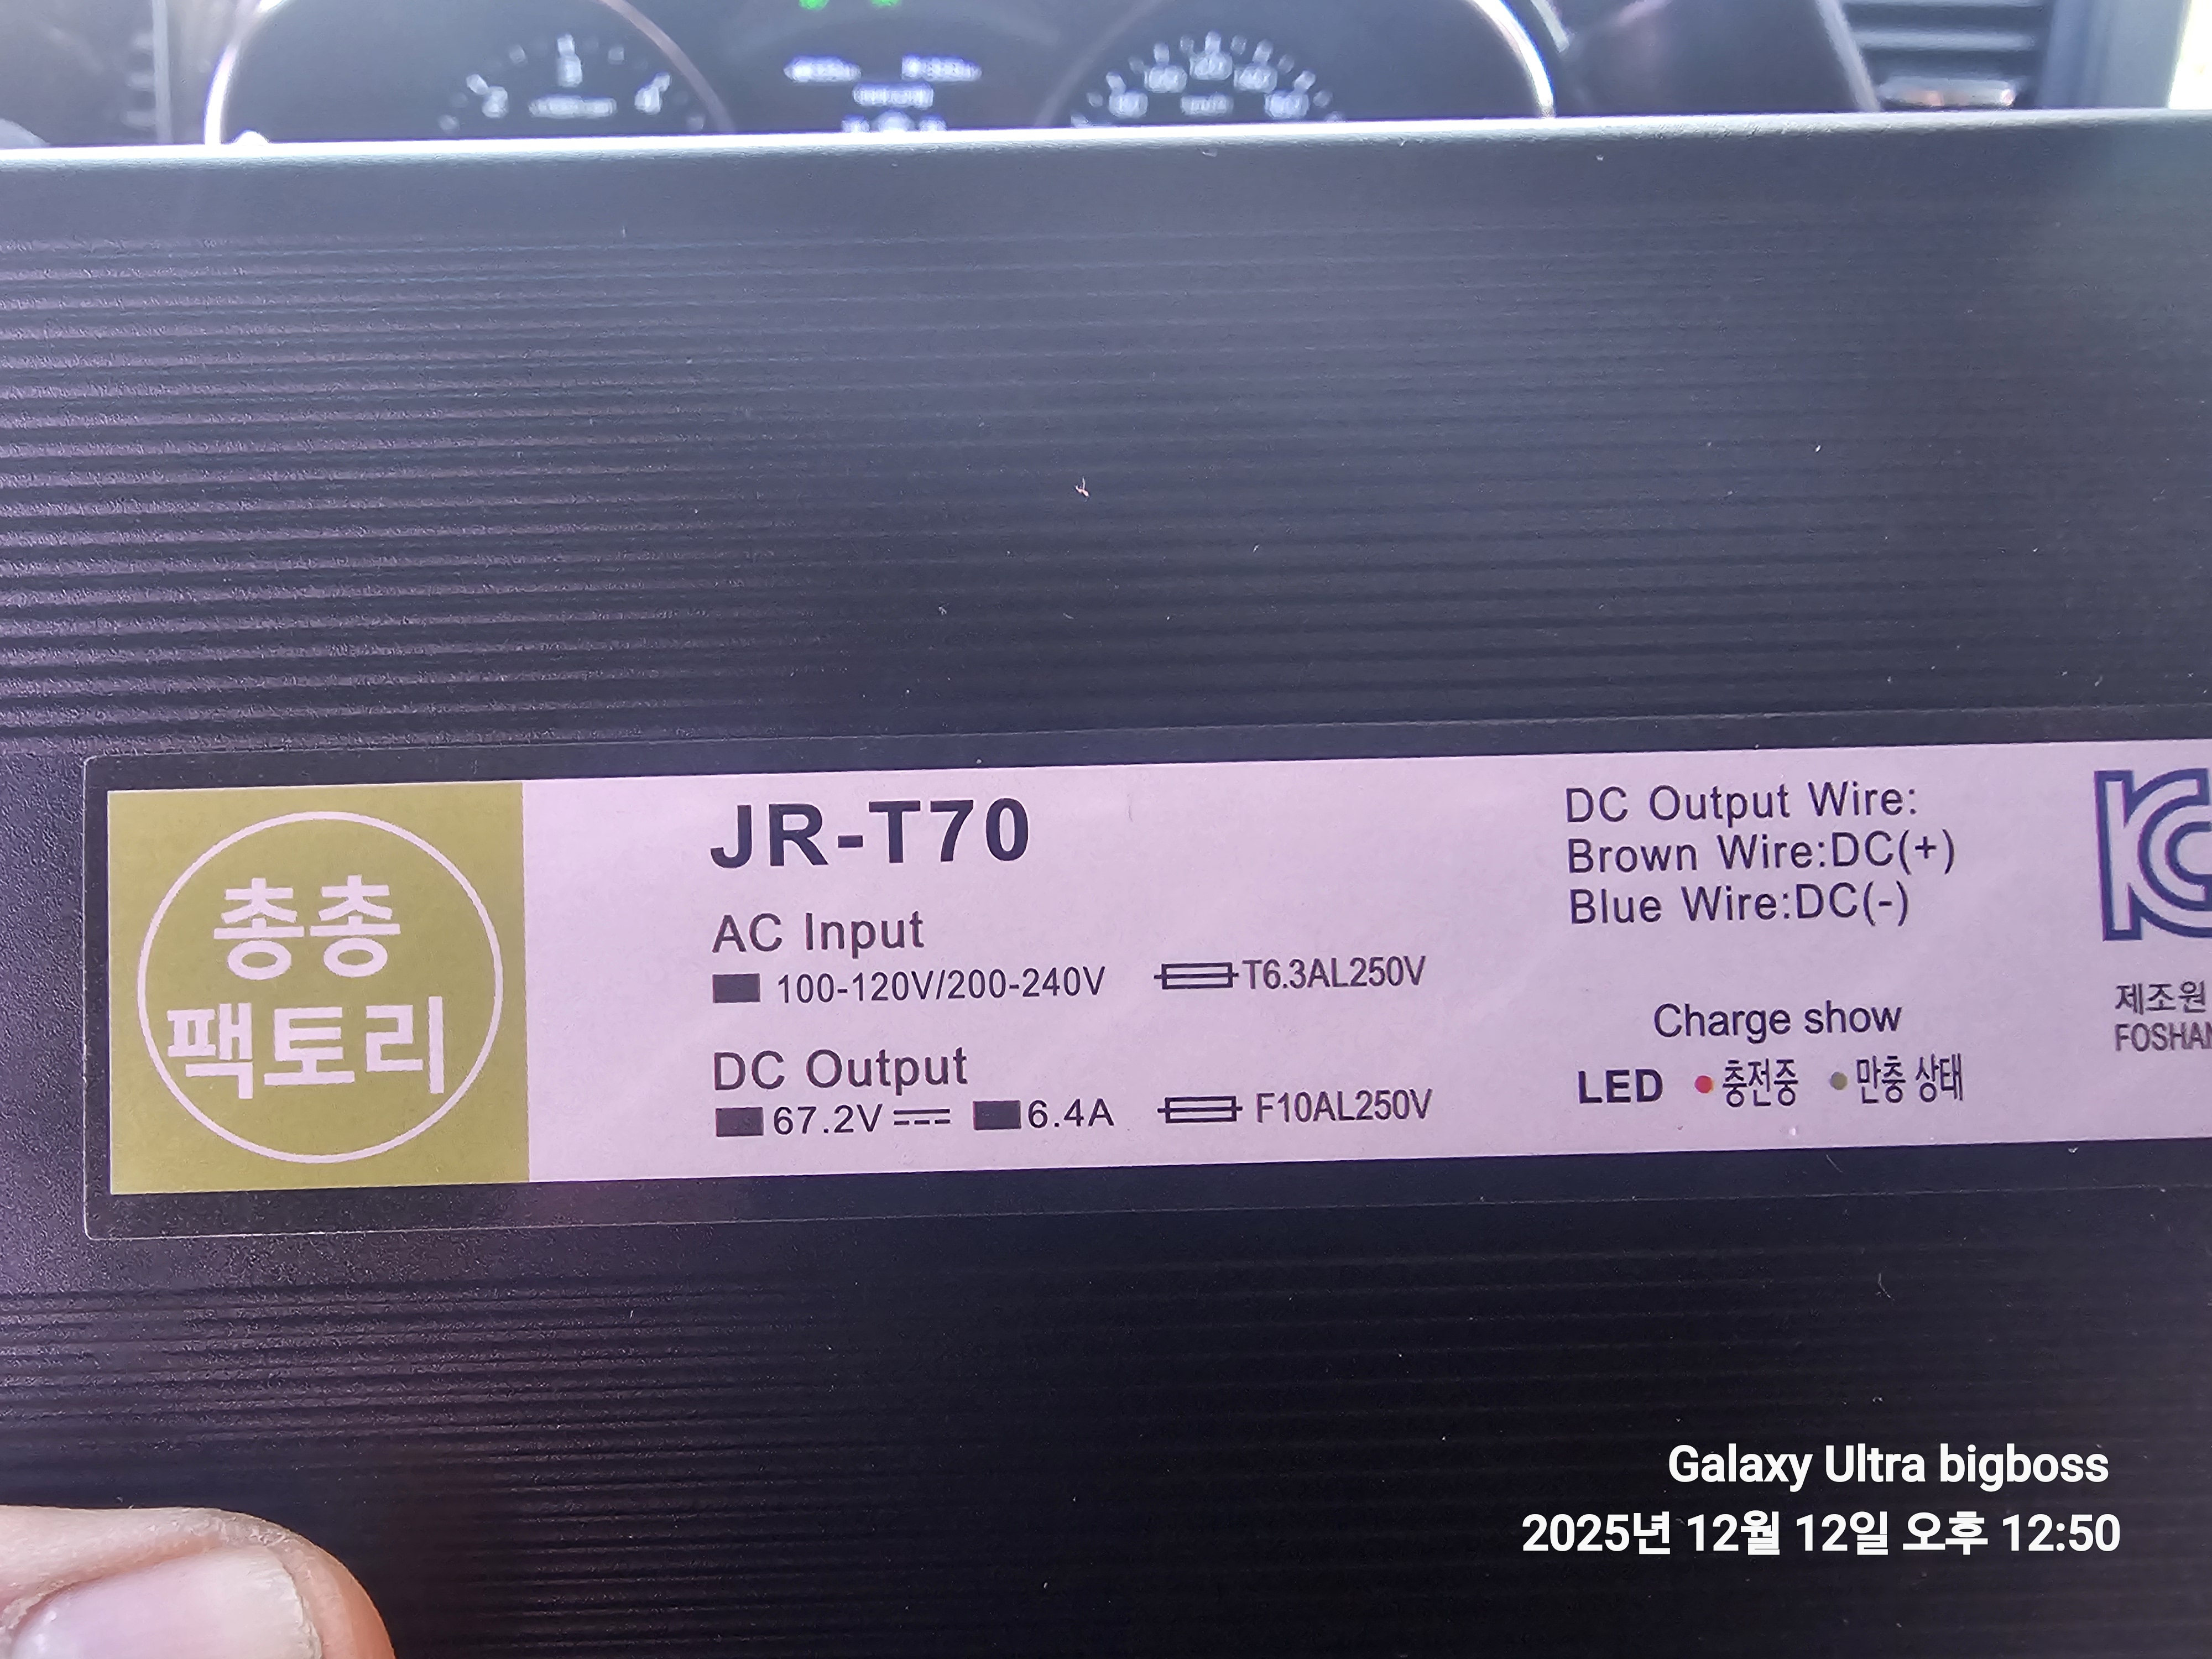 총총
팩토리
JR-T70
AC Input
100-120V/200-240V T6.3AL250V
DC Output
67.2V 6.4A F10AL250V
DC Output Wire:
Brown Wire:DC(+)
Blue Wire:DC(-)
Charge show
LED 충전중 만충 상태
제조원
FOSHAN
Galaxy Ultra bigboss
2025년 12월 12일 오후 12:50